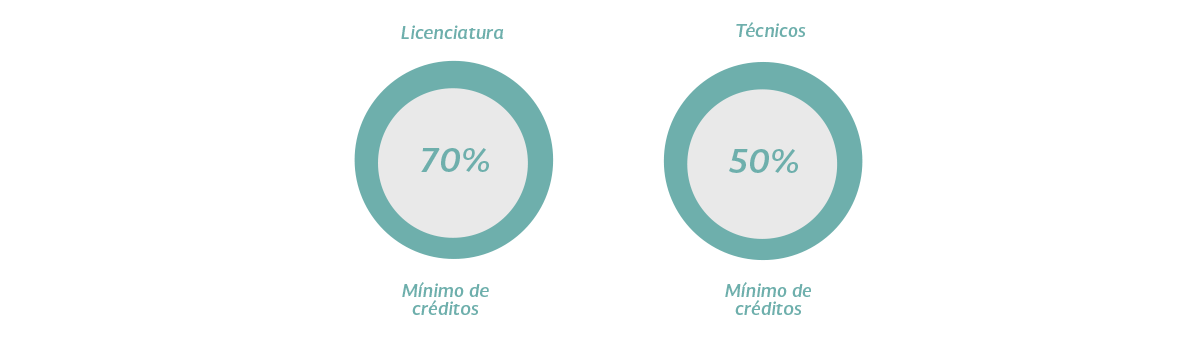 Licenciatura
70%
Mínimo de
créditos
Técnicos
50%
Mínimo de
créditos